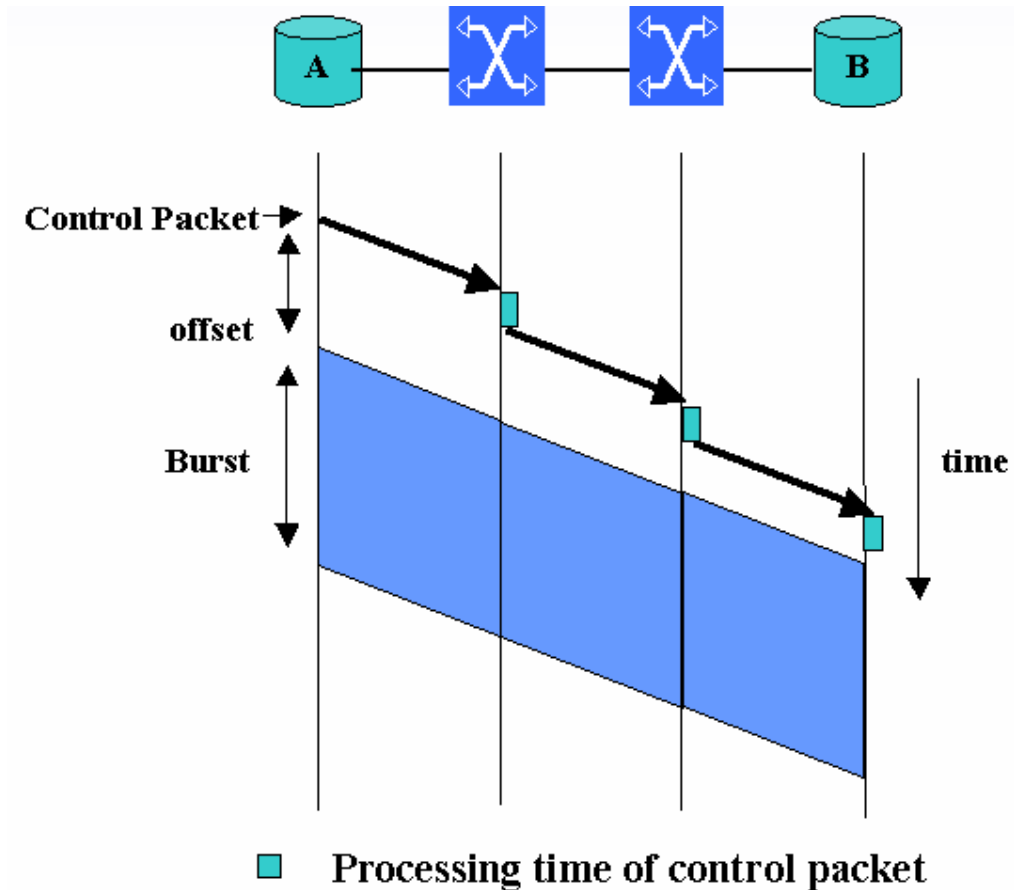 A
B
Control Packet
offset
Burst
time
Processing time of control packet